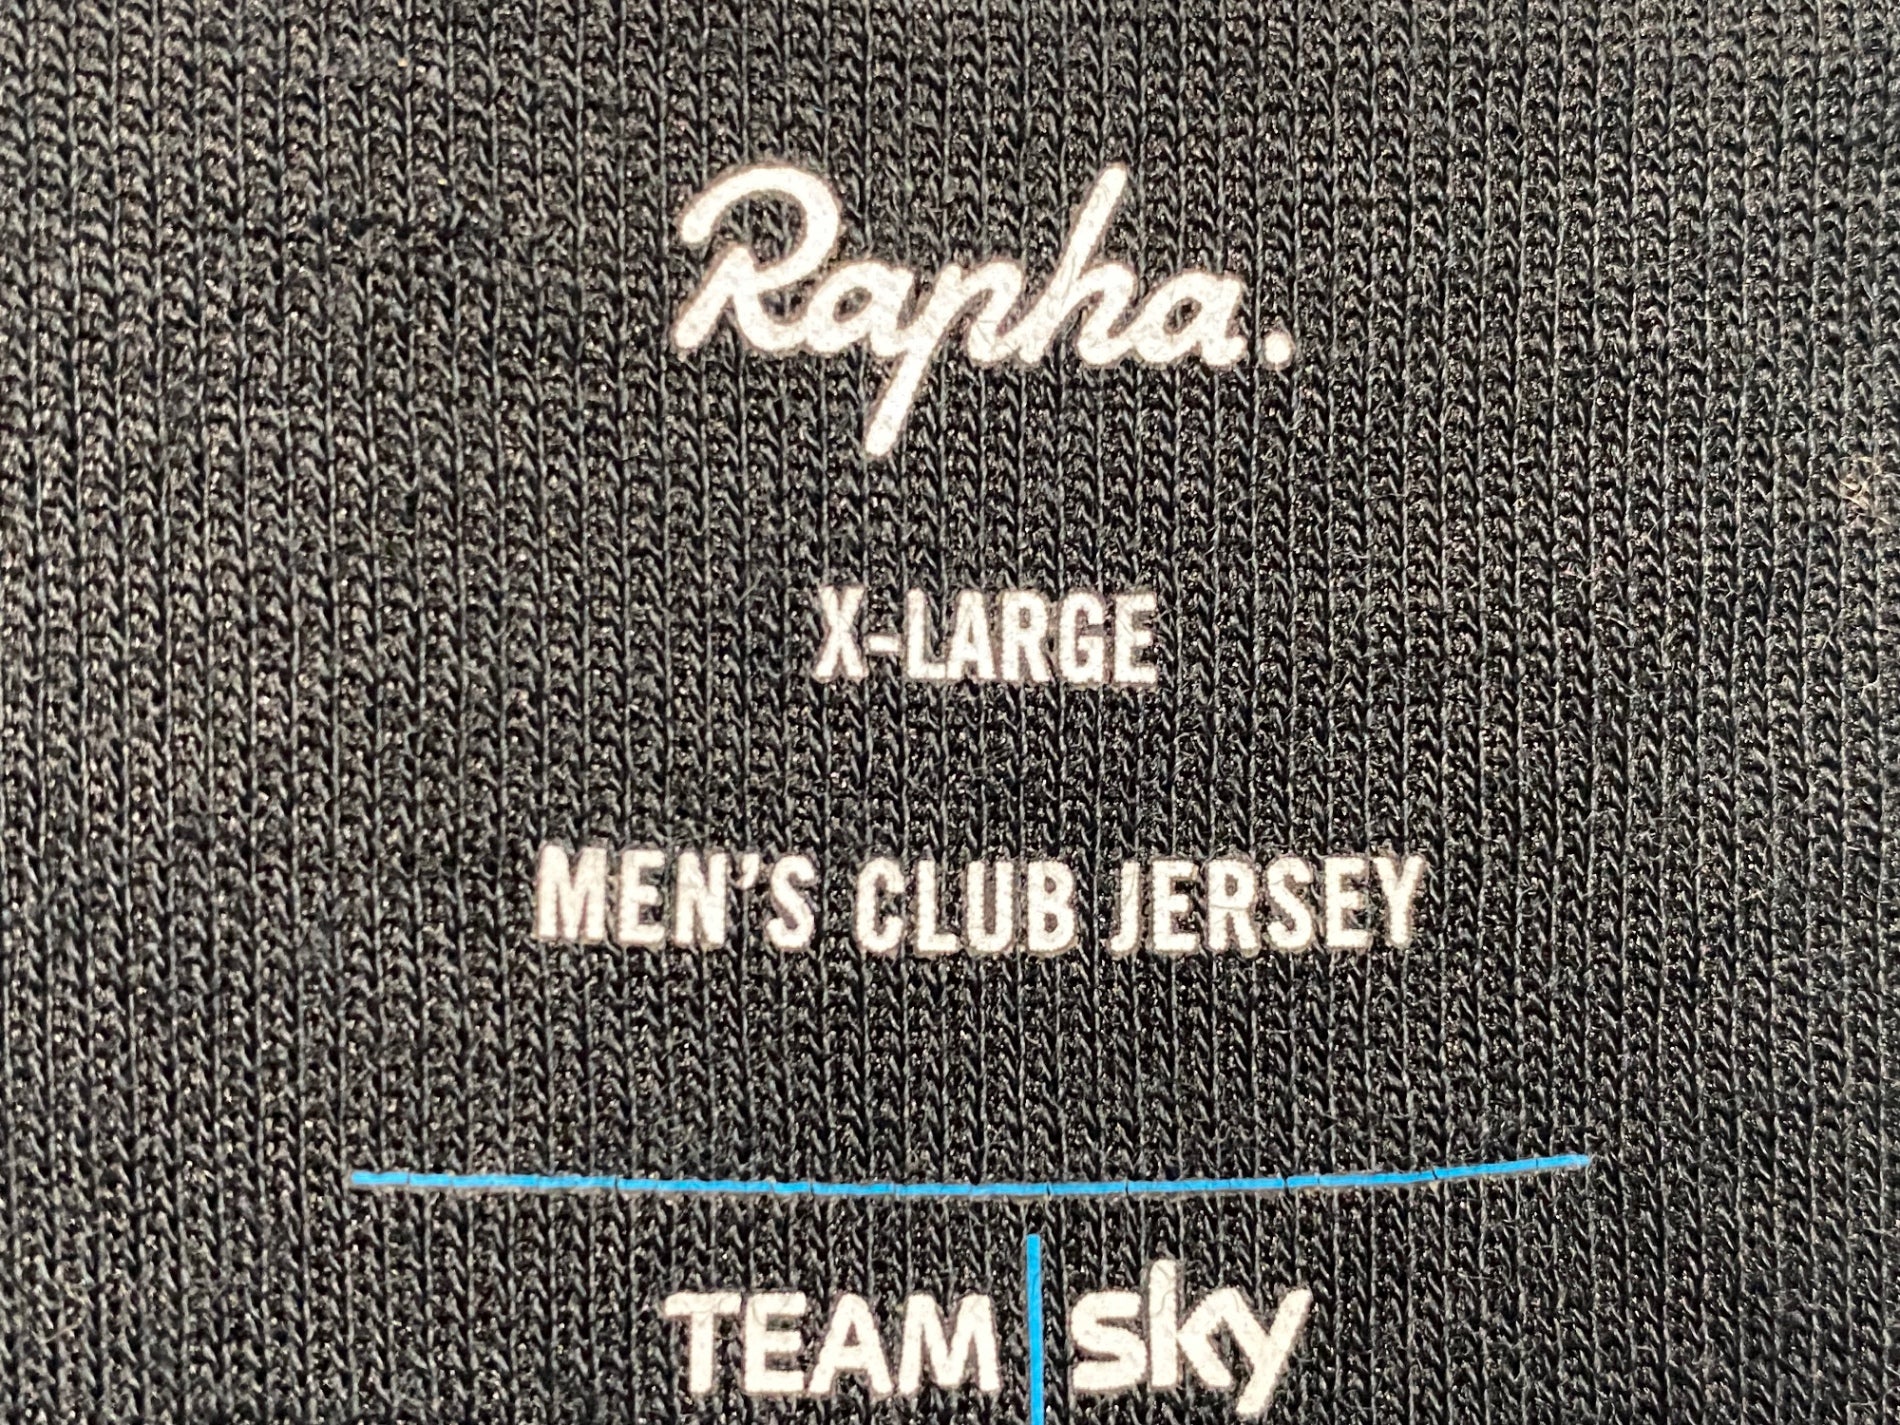 Rapha.
X-LARGE
MEN'S CLUB JERSEY
TEAM sky